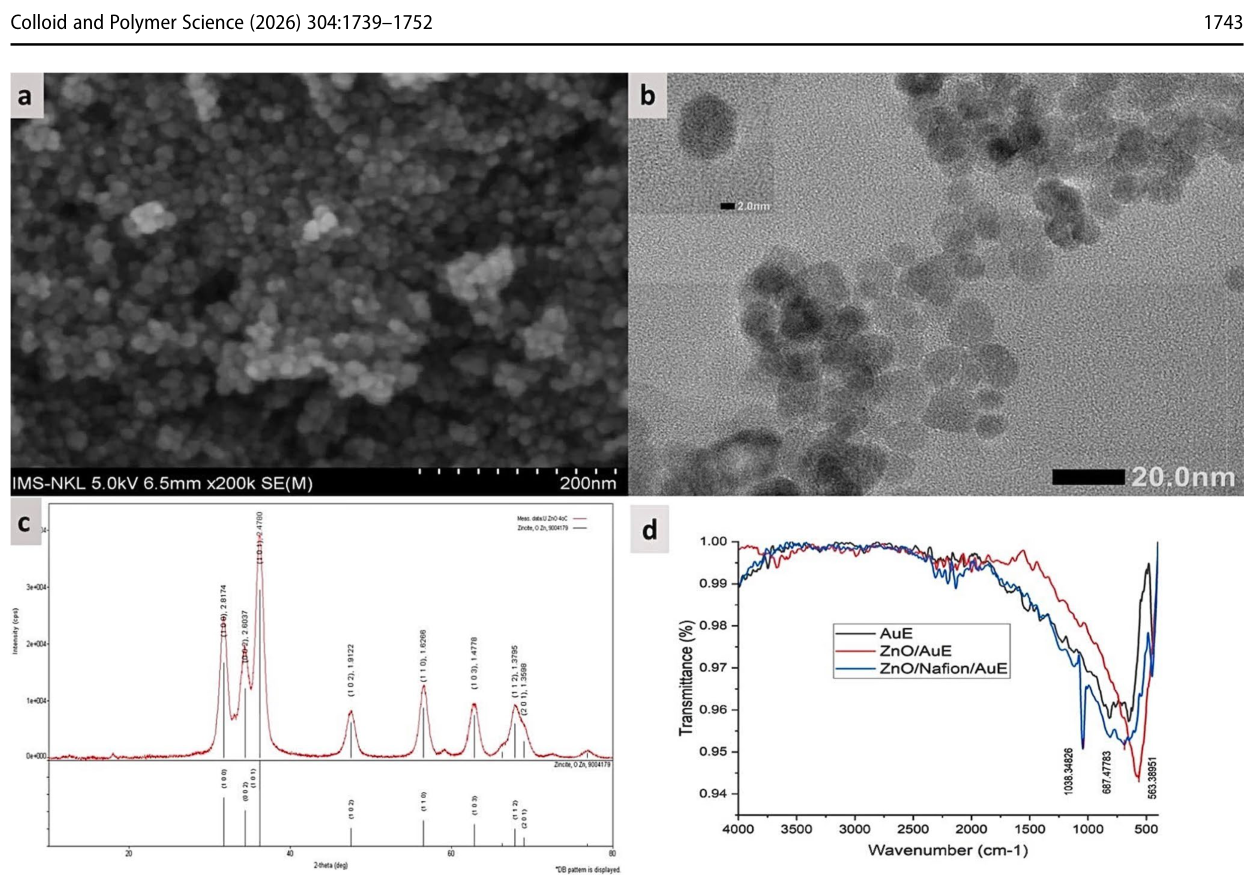 Colloid and Polymer Science (2026) 304:1739–1752 1743
a
IMS-NKL 5.0kV 6.5mm x200k SE(M) 200nm
b
2.0nm
20.0nm
c
Meas. data:U ZnO 4oC
Zincite, O Zn, 9004179
Intensity (cps)
3e+004
2e+004
1e+004
0e+000
(1 0 0), 2.8174
(0 0 2), 2.6037
(1 0 1), 2.4780
(1 0 2), 1.9122
(1 1 0), 1.6266
(1 0 3), 1.4778
(1 1 2), 1.3795
(2 0 1), 1.3598
Zincite, O Zn, 9004179
(1 0 0)
(0 0 2)
(1 0 1)
(1 0 2)
(1 1 0)
(1 0 3)
(1 1 2)
(2 0 1)
20 40 60 80
2-theta (deg)
*DB pattern is displayed
d
Transmittance (%)
1.00
0.99
0.98
0.97
0.96
0.95
0.94
AuE
ZnO/AuE
ZnO/Nafion/AuE
1038.34826
687.47783
563.38951
4000 3500 3000 2500 2000 1500 1000 500
Wavenumber (cm-1)